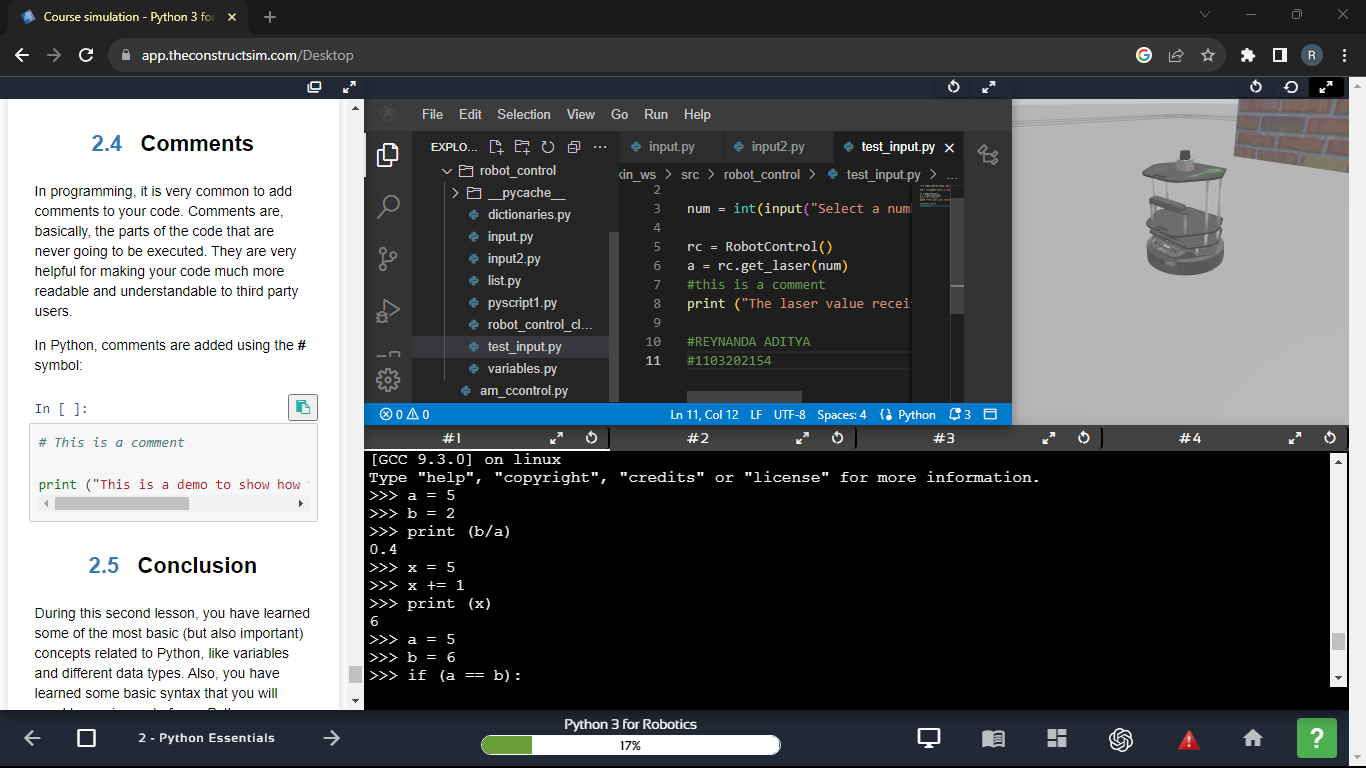 Course simulation - Python 3 fo
app.theconstructsim.com/Desktop
R
2.4 Comments
In programming, it is very common to add
comments to your code. Comments are,
basically, the parts of the code that are
never going to be executed. They are very
helpful for making your code much more
readable and understandable to third party
users.
In Python, comments are added using the #
symbol:
In [ ]:
# This is a comment
print ("This is a demo to show how
2.5 Conclusion
During this second lesson, you have learned
some of the most basic (but also important)
concepts related to Python, like variables
and different data types. Also, you have
learned some basic syntax that you will
File Edit Selection View Go Run Help
EXPLO...
robot_control
__pycache__
dictionaries.py
input.py
input2.py
list.py
pyscript1.py
robot_control_cl...
test_input.py
variables.py
am_ccontrol.py
input.py input2.py test_input.py
kin_ws > src > robot_control > test_input.py > ...
2
3 num = int(input("Select a num
4
5 rc = RobotControl()
6 a = rc.get_laser(num)
7 #this is a comment
8 print ("The laser value recei
9
10 #REYNANDA ADITYA
11 #1103202154
0 0 Ln 11, Col 12 LF UTF-8 Spaces: 4 Python 3
#1 #2 #3 #4
[GCC 9.3.0] on linux
Type "help", "copyright", "credits" or "license" for more information.
>>> a = 5
>>> b = 2
>>> print (b/a)
0.4
>>> x = 5
>>> x += 1
>>> print (x)
6
>>> a = 5
>>> b = 6
>>> if (a == b):
2 - Python Essentials
Python 3 for Robotics
17%
?